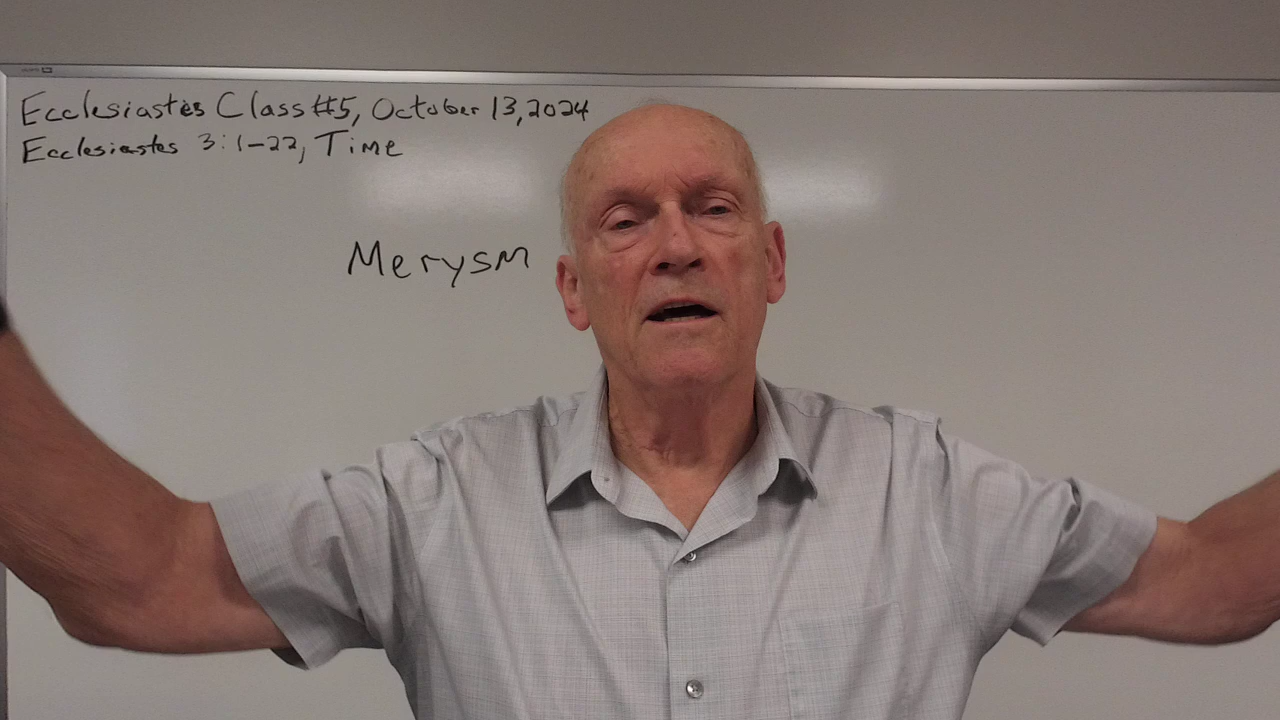 Ecclesiastes Class #5, October 13, 2024
Ecclesiastes 3:1-22, Time
Merysm